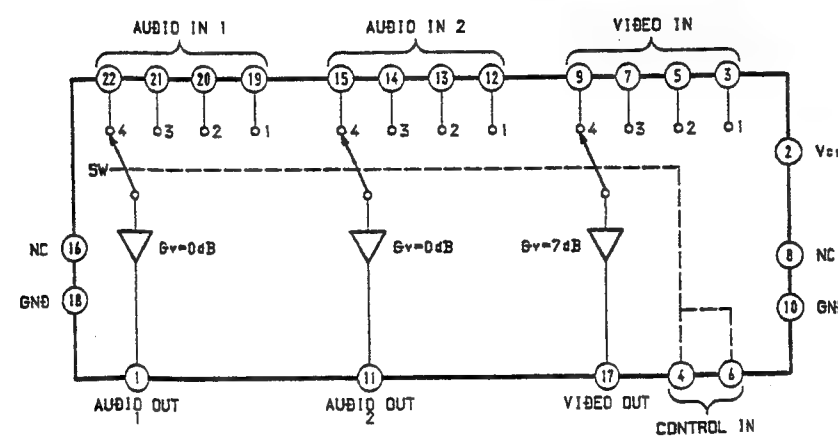 AUDIO IN 1 AUDIO IN 2 VIDEO IN
22 21 20 19 15 14 13 12 9 7 5 3
4 3 2 1 4 3 2 1 4 3 2 1
2 Vcc
SW
NC 16 Gv=0dB Gv=0dB Gv=7dB 8 NC
GND 18 10 GN
1 11 17 4 6
AUDIO OUT 1 AUDIO OUT 2 VIDEO OUT
CONTROL IN